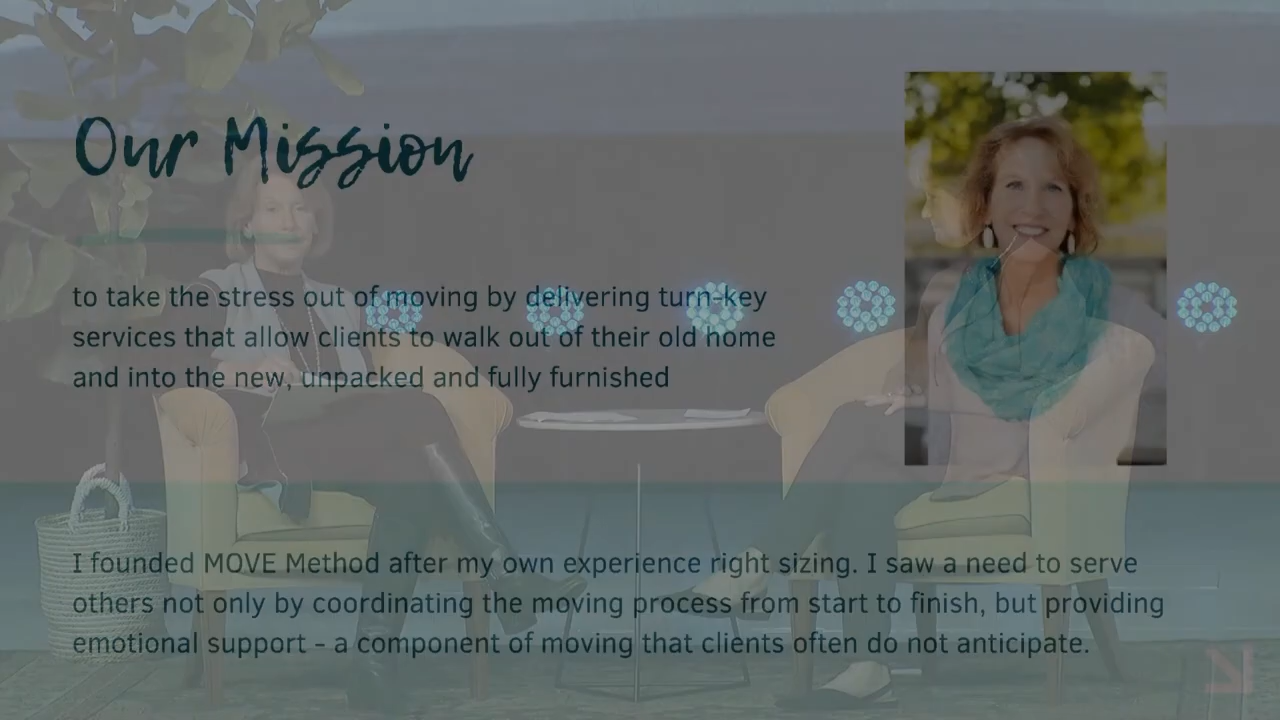 Our Mission
to take the stress out of moving by delivering turn-key
services that allow clients to walk out of their old home
and into the new, unpacked and fully furnished
I founded MOVE Method after my own experience right sizing. I saw a need to serve
others not only by coordinating the moving process from start to finish, but providing
emotional support – a component of moving that clients often do not anticipate.